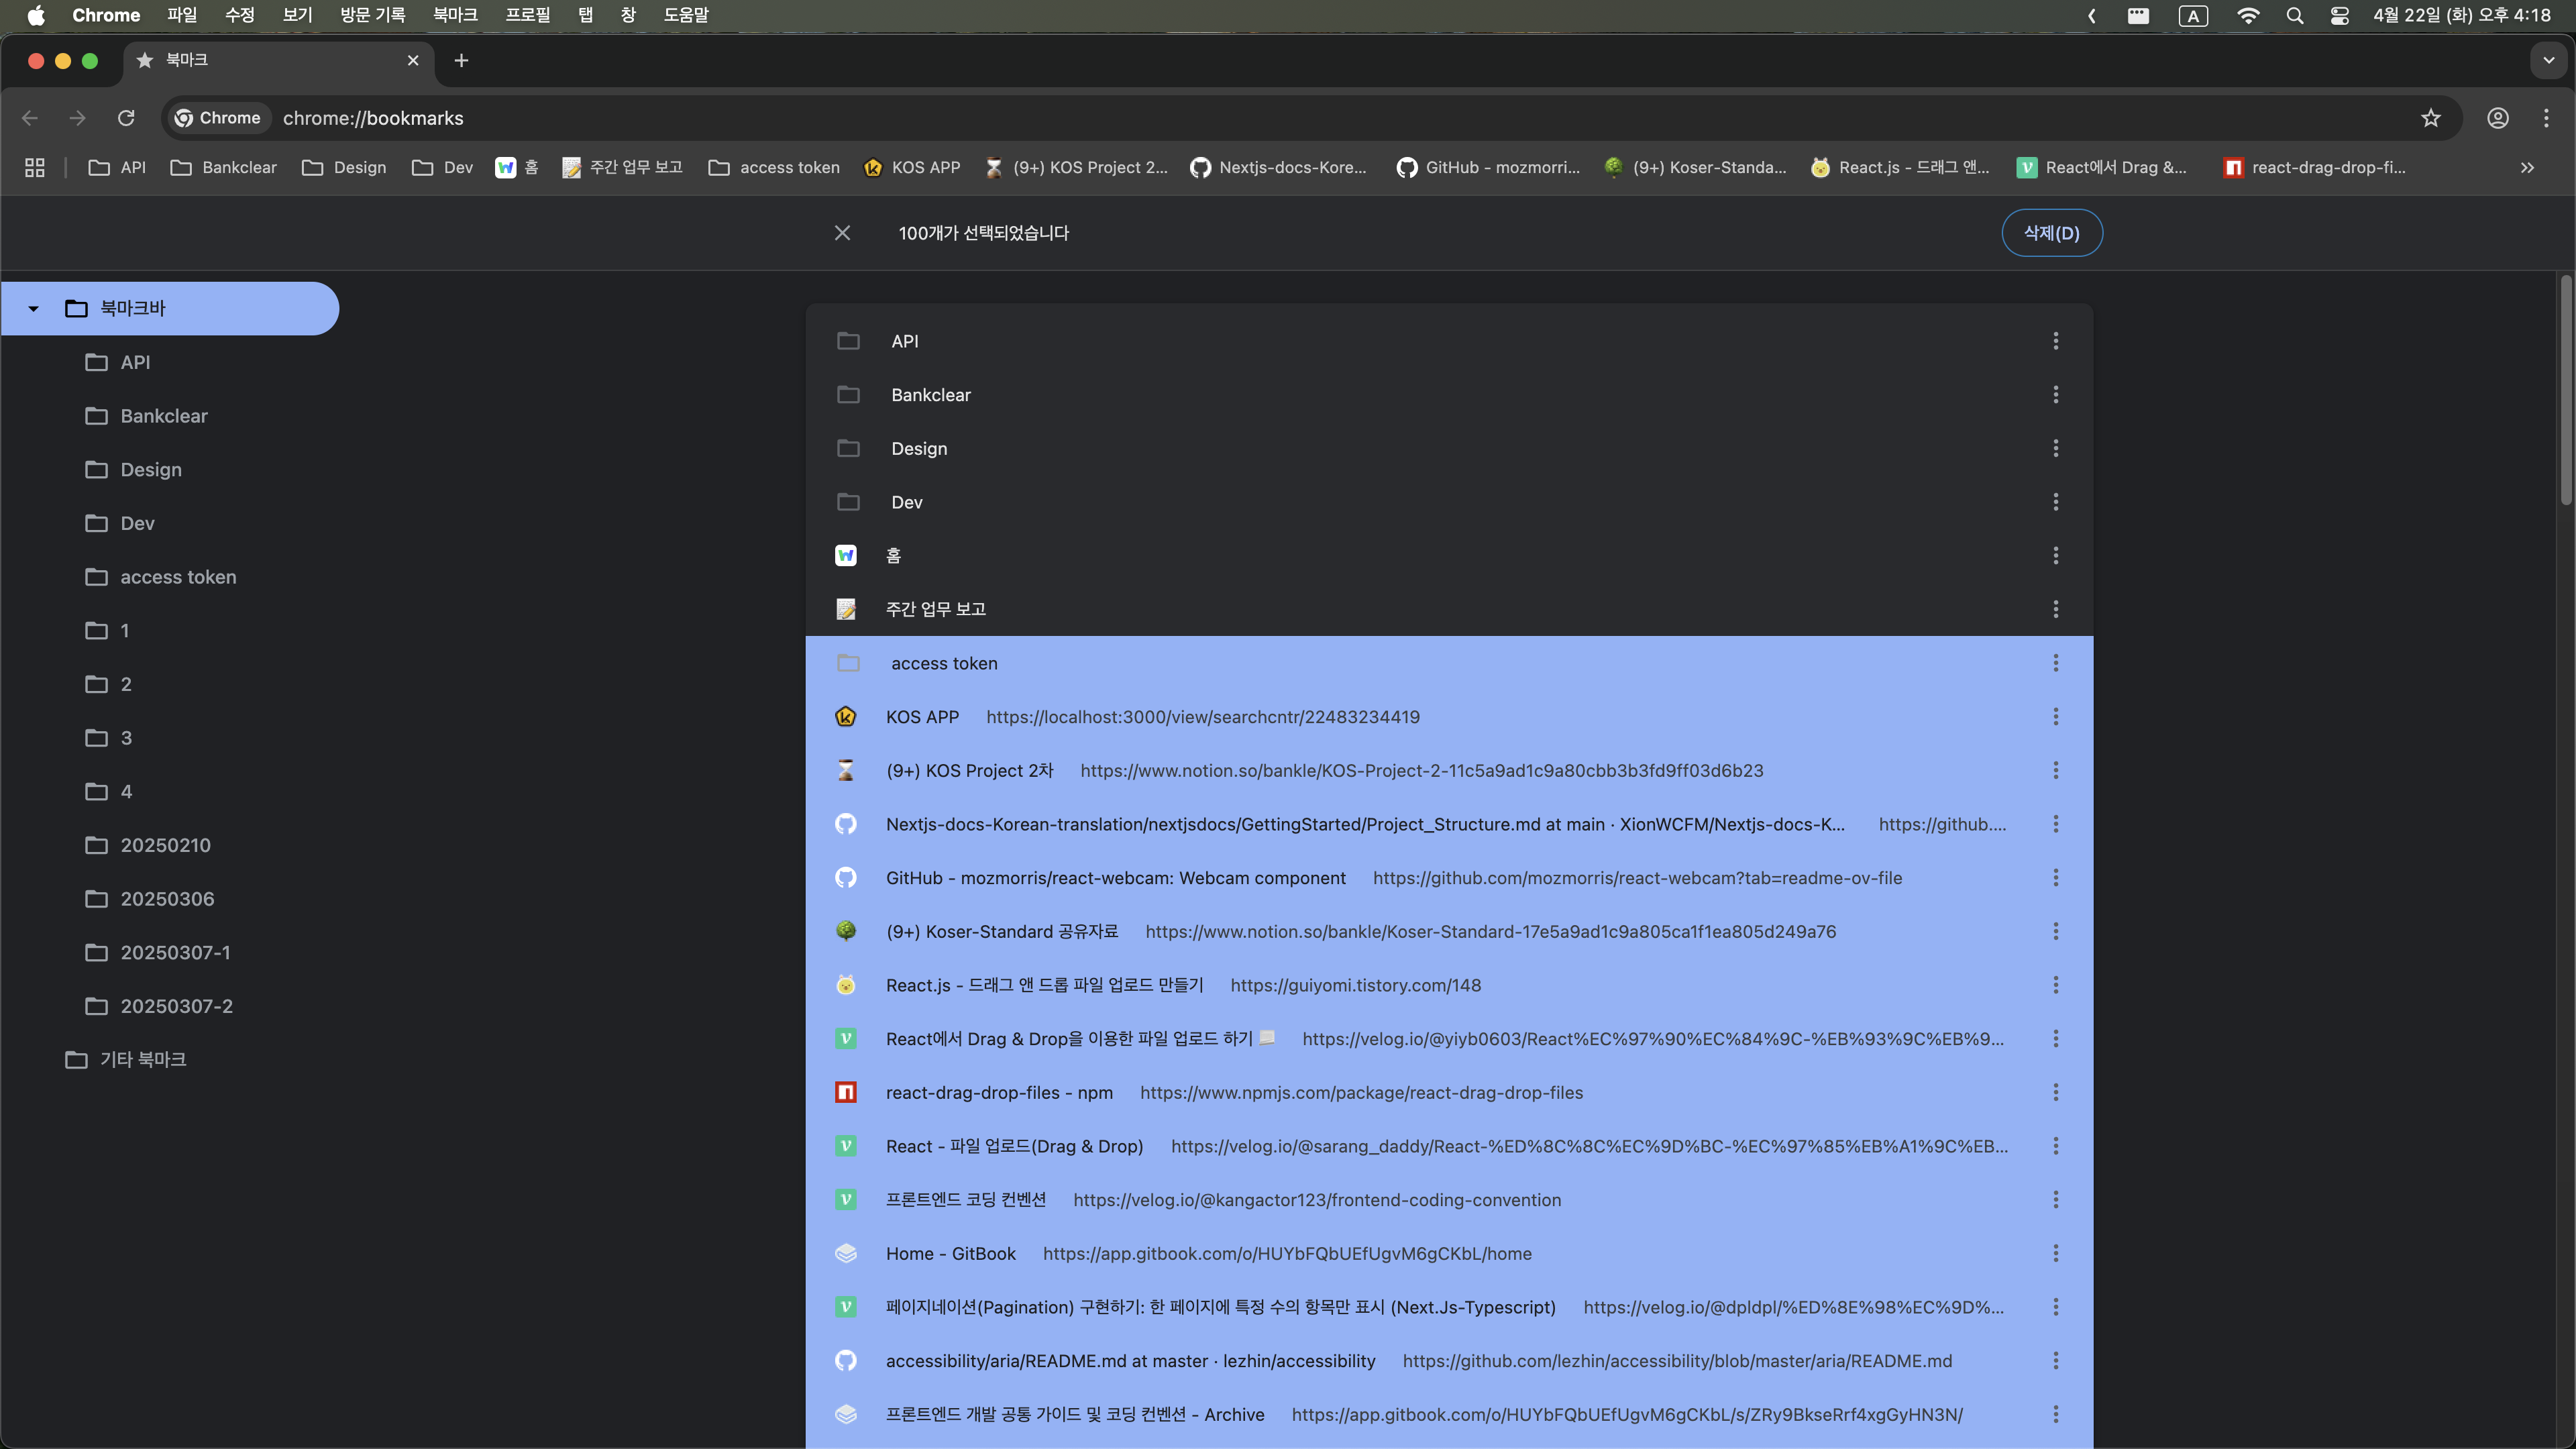 Chrome 파일 수정 보기 방문 기록 북마크 프로필 탭 창 도움말 A 4월 22일 (화) 오후 4:18
북마크
Chrome chrome://bookmarks
API Bankclear Design Dev 홈 주간 업무 보고 access token KOS APP (9+) KOS Project 2... Nextjs-docs-Kore... GitHub - mozmorri... (9+) Koser-Standa... React.js - 드래그 앤... React에서 Drag &... react-drag-drop-fi...
100개가 선택되었습니다 삭제(D)
북마크바
API
Bankclear
Design
Dev
access token
1
2
3
4
20250210
20250306
20250307-1
20250307-2
기타 북마크
API
Bankclear
Design
Dev
홈
주간 업무 보고
access token
KOS APP https://localhost:3000/view/searchcntr/22483234419
(9+) KOS Project 2차 https://www.notion.so/bankle/KOS-Project-2-11c5a9ad1c9a80cbb3b3fd9ff03d6b23
Nextjs-docs-Korean-translation/nextjsdocs/GettingStarted/Project_Structure.md at main · XionWCFM/Nextjs-docs-K... https://github....
GitHub - mozmorris/react-webcam: Webcam component https://github.com/mozmorris/react-webcam?tab=readme-ov-file
(9+) Koser-Standard 공유자료 https://www.notion.so/bankle/Koser-Standard-17e5a9ad1c9a805ca1f1ea805d249a76
React.js - 드래그 앤 드롭 파일 업로드 만들기 https://guiyomi.tistory.com/148
React에서 Drag & Drop을 이용한 파일 업로드 하기 https://velog.io/@yiyb0603/React%EC%97%90%EC%84%9C-%EB%93%9C%EB%9...
react-drag-drop-files - npm https://www.npmjs.com/package/react-drag-drop-files
React - 파일 업로드(Drag & Drop) https://velog.io/@sarang_daddy/React-%ED%8C%8C%EC%9D%BC-%EC%97%85%EB%A1%9C%EB...
프론트엔드 코딩 컨벤션 https://velog.io/@kangactor123/frontend-coding-convention
Home - GitBook https://app.gitbook.com/o/HUYbFQbUEfUgvM6gCKbL/home
페이지네이션(Pagination) 구현하기: 한 페이지에 특정 수의 항목만 표시 (Next.Js-Typescript) https://velog.io/@dpldpl/%ED%8E%98%EC%9D%...
accessibility/aria/README.md at master · lezhin/accessibility https://github.com/lezhin/accessibility/blob/master/aria/README.md
프론트엔드 개발 공통 가이드 및 코딩 컨벤션 - Archive https://app.gitbook.com/o/HUYbFQbUEfUgvM6gCKbL/s/ZRy9BkseRrf4xgGyHN3N/